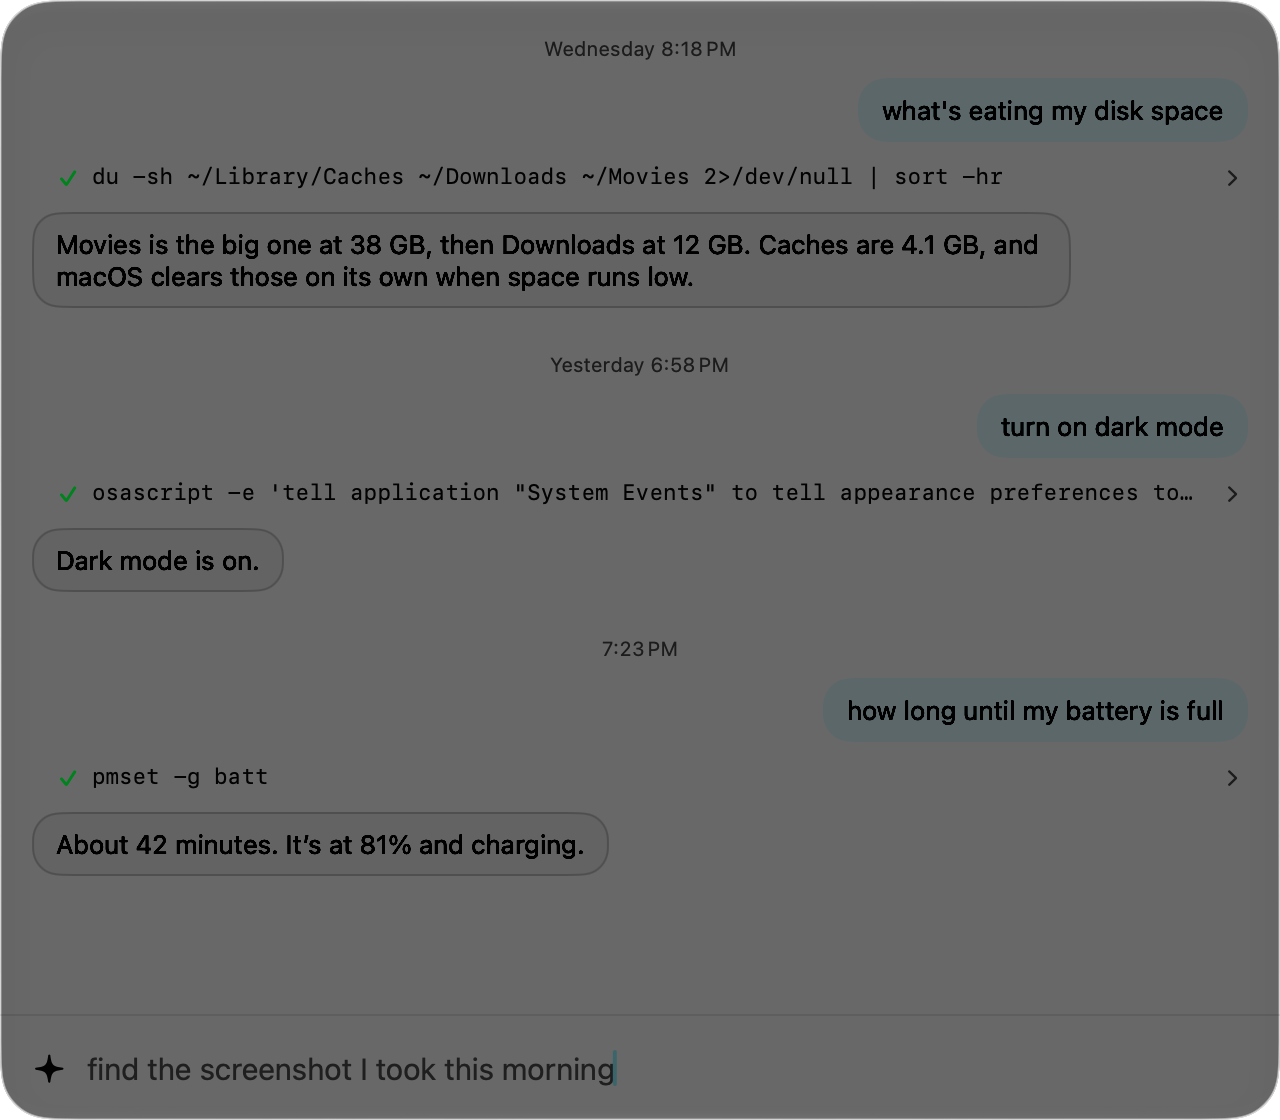 Wednesday 8:18 PM
what's eating my disk space
du -sh ~/Library/Caches ~/Downloads ~/Movies 2>/dev/null | sort -hr
Movies is the big one at 38 GB, then Downloads at 12 GB. Caches are 4.1 GB, and
macOS clears those on its own when space runs low.
Yesterday 6:58 PM
turn on dark mode
osascript -e 'tell application "System Events" to tell appearance preferences to…
Dark mode is on.
7:23 PM
how long until my battery is full
pmset -g batt
About 42 minutes. It’s at 81% and charging.
find the screenshot I took this morning